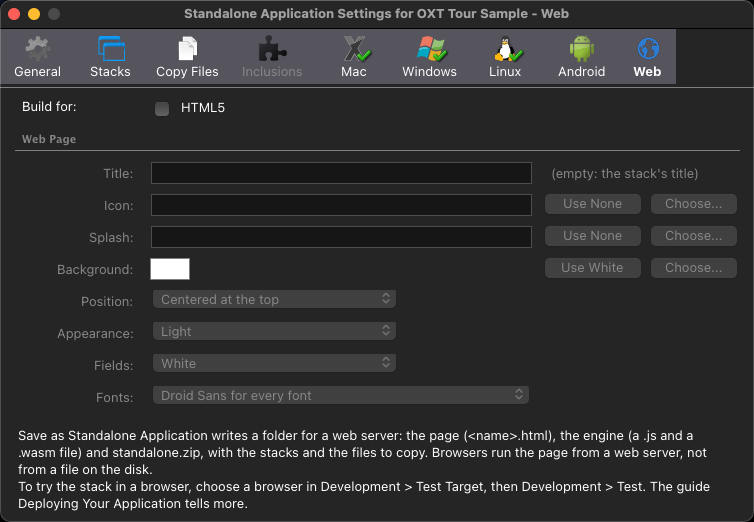 Standalone Application Settings for OXT Tour Sample - Web
General Stacks Copy Files Inclusions Mac Windows Linux Android Web
Build for: HTML5
Web Page
Title: (empty: the stack's title)
Icon: Use None Choose...
Splash: Use None Choose...
Background: Use White Choose...
Position: Centered at the top
Appearance: Light
Fields: White
Fonts: Droid Sans for every font
Save as Standalone Application writes a folder for a web server: the page (<name>.html), the engine (a .js and a
.wasm file) and standalone.zip, with the stacks and the files to copy. Browsers run the page from a web server, not
from a file on the disk.
To try the stack in a browser, choose a browser in Development > Test Target, then Development > Test. The guide
Deploying Your Application tells more.